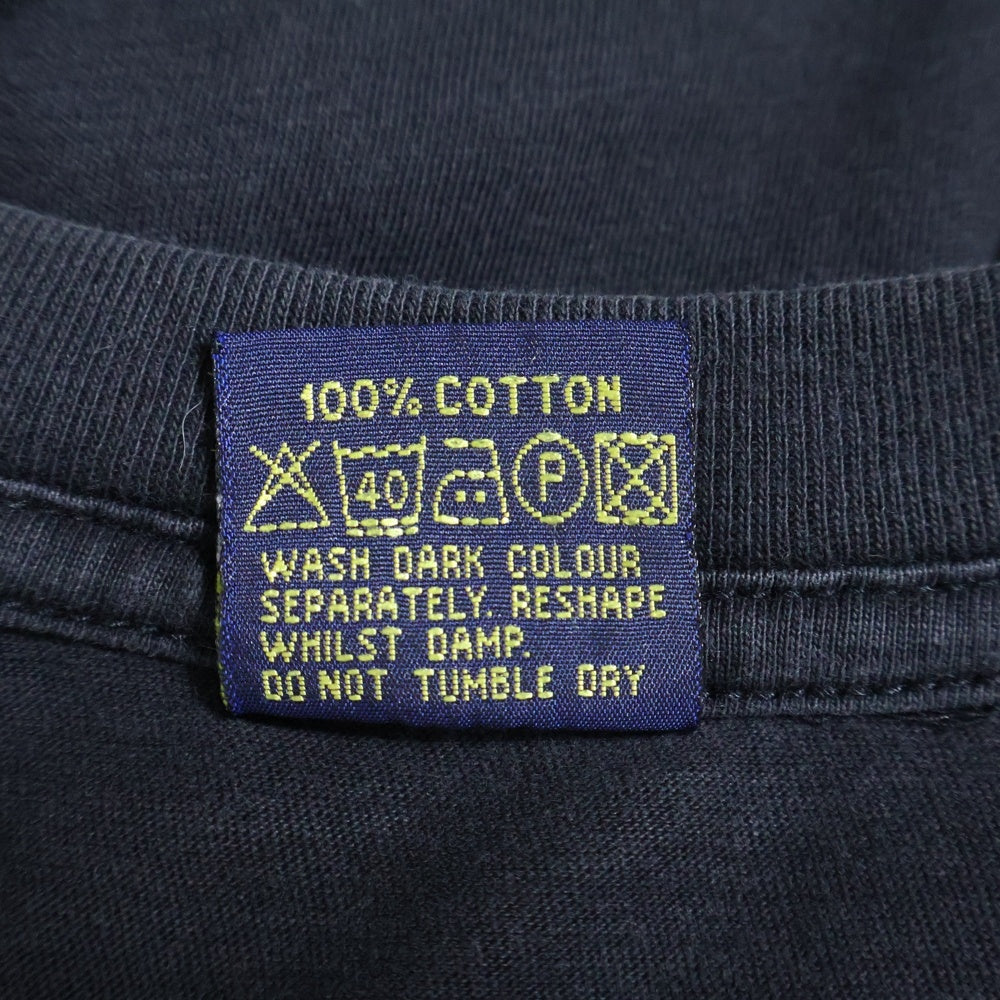 100% COTTON
40 P
WASH DARK COLOUR
SEPARATELY. RESHAPE
WHILST DAMP.
DO NOT TUMBLE DRY